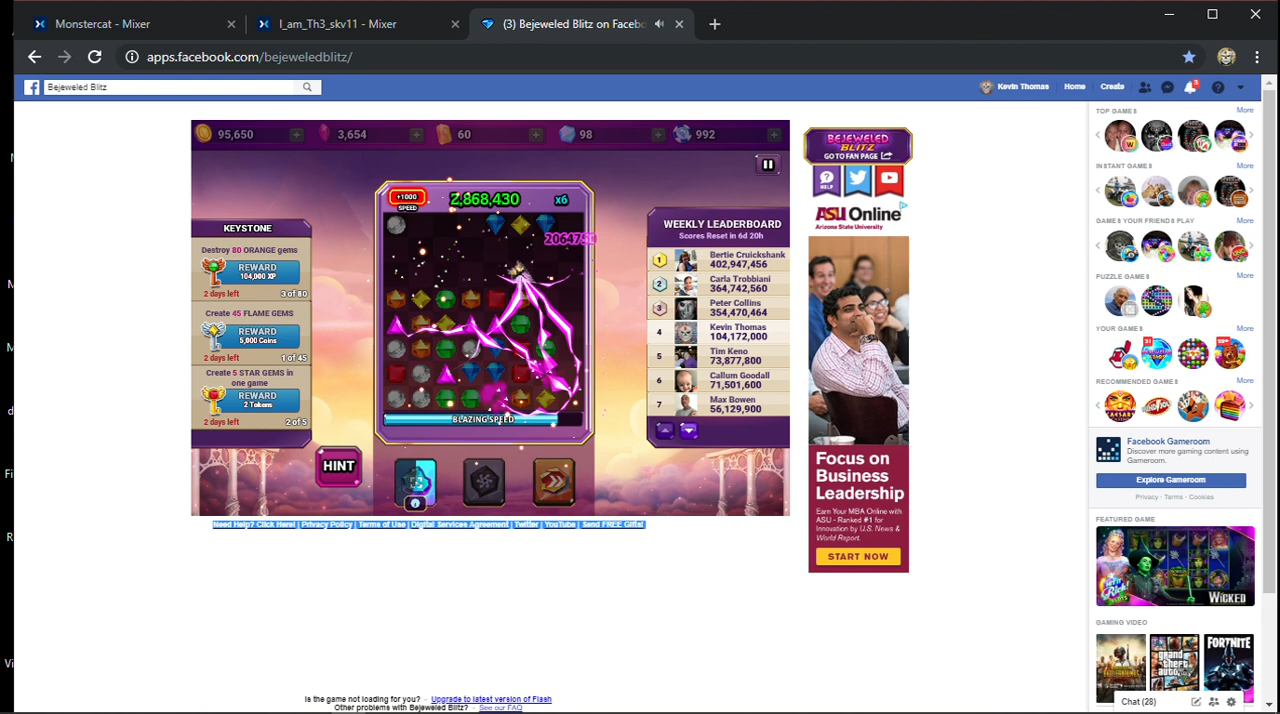 Monstercat - Mixer
I_am_Th3_skv11 - Mixer
(3) Bejeweled Blitz on Facebo
apps.facebook.com/bejeweledblitz/
Bejeweled Blitz
Kevin Thomas
Home
Create
3
95,650
3,654
60
98
992
+1000
SPEED
2,868,430
x6
KEYSTONE
Destroy 80 ORANGE gems
REWARD
104,000 XP
2 days left
3 of 80
Create 45 FLAME GEMS
REWARD
5,000 Coins
2 days left
1 of 45
Create 5 STAR GEMS in
one game
REWARD
2 Tokens
2 days left
2 of 5
HINT
BLAZING SPEED
WEEKLY LEADERBOARD
Scores Reset in 6d 20h
1
Bertie Cruickshank
402,947,456
2
Carla Trobbiani
364,742,560
3
Peter Collins
354,470,464
4
Kevin Thomas
104,172,000
5
Tim Keno
73,877,800
6
Callum Goodall
71,501,600
7
Max Bowen
56,129,900
Need Help? Click Here! | Privacy Policy | Terms of Use | Digital Services Agreement | Twitter | YouTube | Send FREE Gifts!
BEJEWELED
BLITZ
GO TO FAN PAGE
HELP
ASU Online
Arizona State University
Focus on
Business
Leadership
Earn Your MBA Online with
ASU - Ranked #1 for
Innovation by U.S. News &
World Report.
START NOW
TOP GAMES
More
INSTANT GAMES
More
GAMES YOUR FRIENDS PLAY
More
PUZZLE GAMES
More
YOUR GAMES
More
RECOMMENDED GAMES
More
Facebook Gameroom
Discover more gaming content using
Gameroom.
Explore Gameroom
Privacy · Terms · Cookies
FEATURED GAME
WICKED
GAMING VIDEO
FORTNITE
Chat (28)
Is the game not loading for you? - Upgrade to latest version of Flash
Other problems with Bejeweled Blitz? - See our FAQ